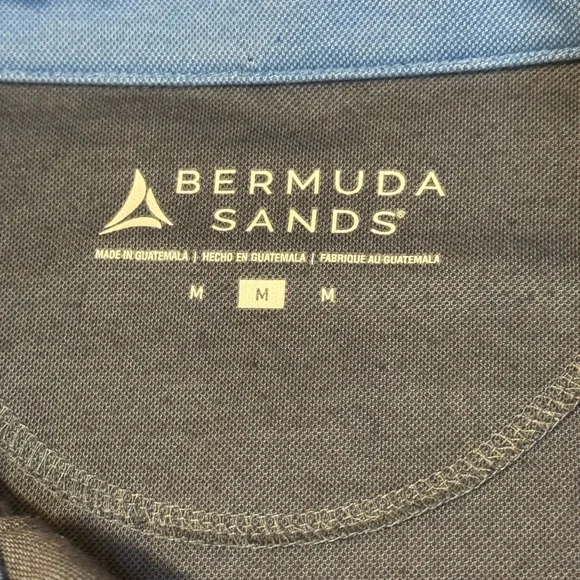 BERMUDA
SANDS®
MADE IN GUATEMALA | HECHO EN GUATEMALA | FABRIQUE AU GUATEMALA
M M M